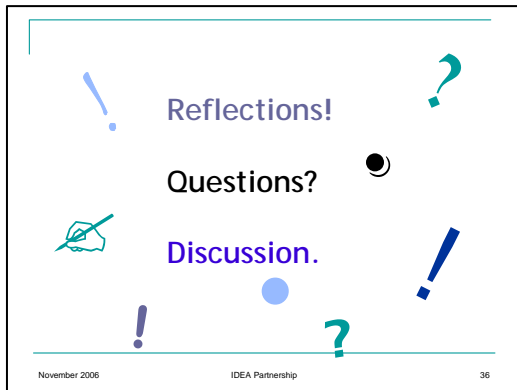 !
?
Reflections!
Questions?
Discussion.
!
!
?
November 2006 IDEA Partnership 36